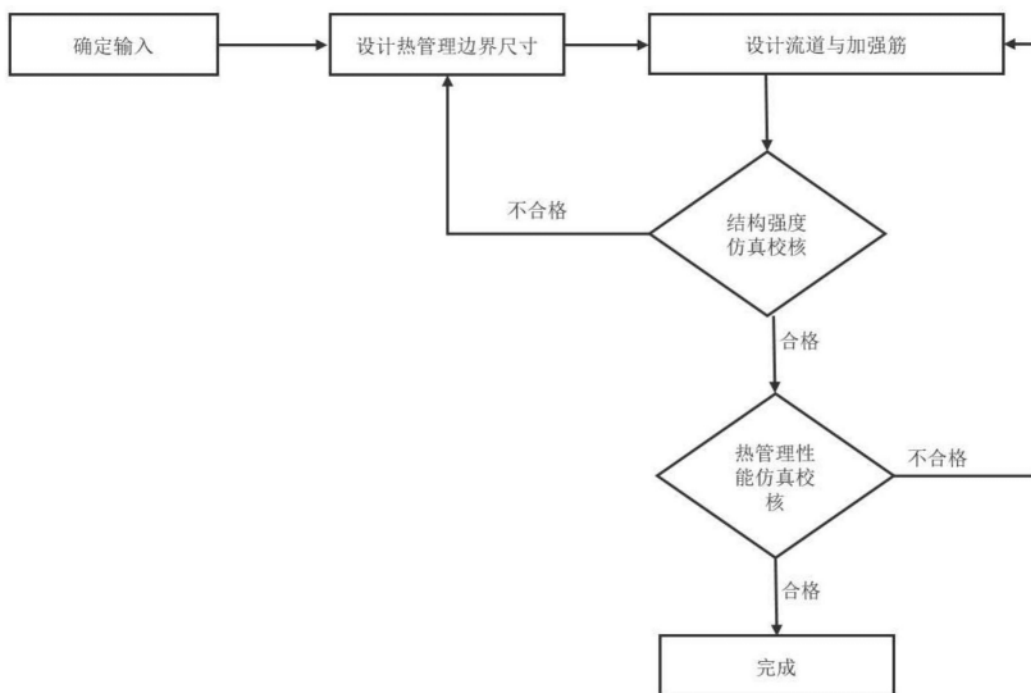 确定输入
设计热管理边界尺寸
设计流道与加强筋
不合格
结构强度
仿真校核
合格
热管理性
能仿真校
核
不合格
合格
完成